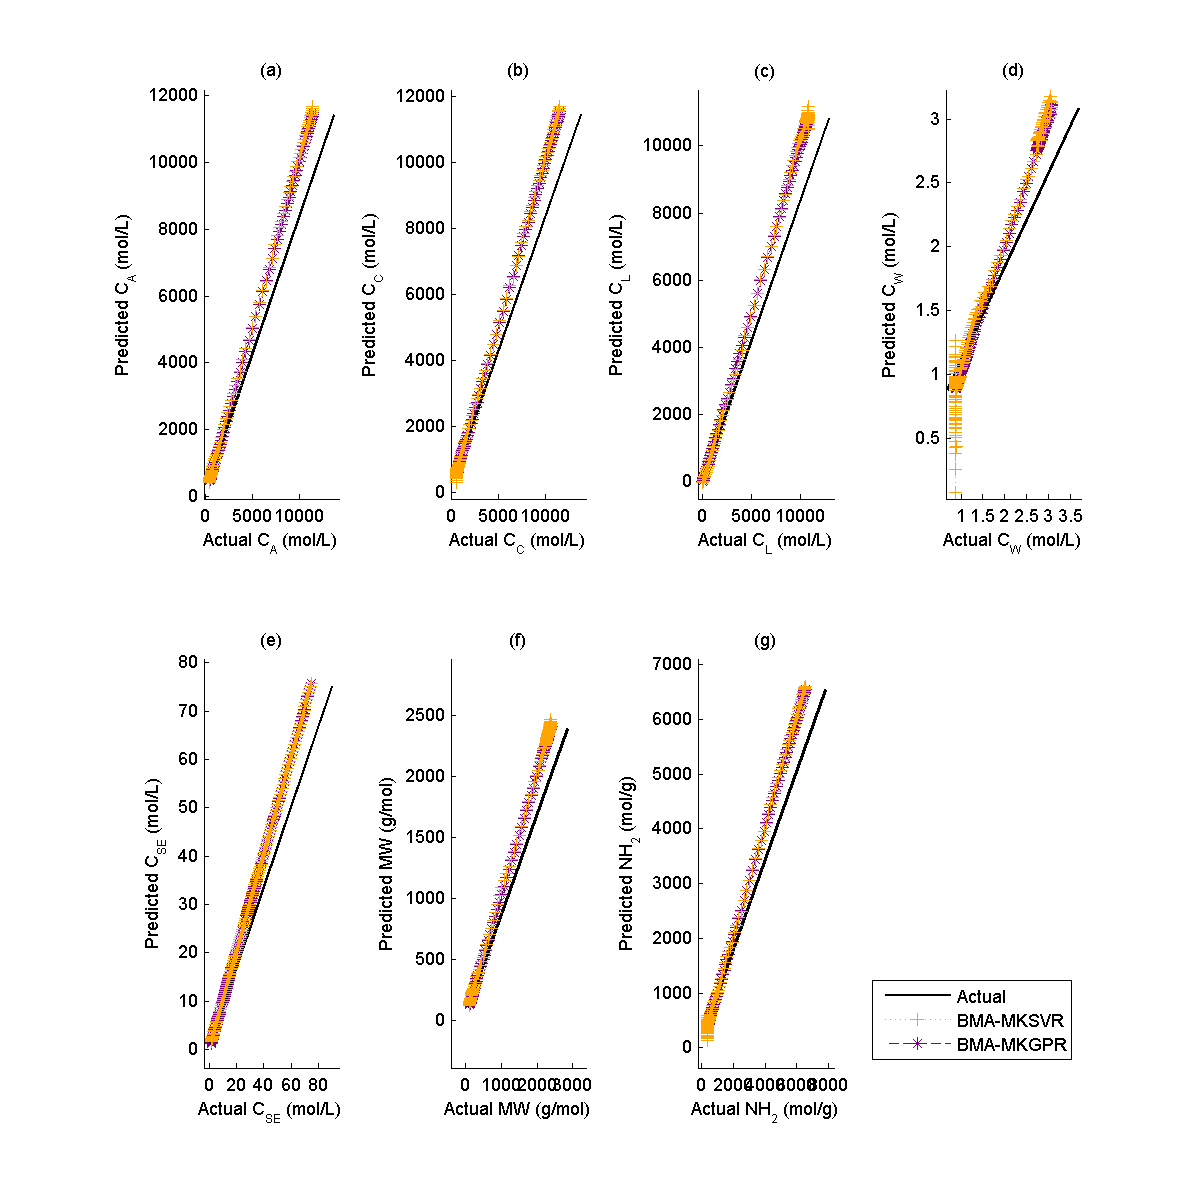 (a)
12000
10000
8000
6000
4000
2000
0
0 5000 10000
Predicted C_A (mol/L)
Actual C_A (mol/L)
(b)
12000
10000
8000
6000
4000
2000
0
0 5000 10000
Predicted C_C (mol/L)
Actual C_C (mol/L)
(c)
10000
8000
6000
4000
2000
0
0 5000 10000
Predicted C_L (mol/L)
Actual C_L (mol/L)
(d)
3
2.5
2
1.5
1
0.5
1 1.5 2 2.5 3 3.5
Predicted C_W (mol/L)
Actual C_W (mol/L)
(e)
80
70
60
50
40
30
20
10
0
0 20 40 60 80
Predicted C_SE (mol/L)
Actual C_SE (mol/L)
(f)
2500
2000
1500
1000
500
0
0 1000 2000 3000
Predicted MW (g/mol)
Actual MW (g/mol)
(g)
7000
6000
5000
4000
3000
2000
1000
0
0 2000 4000 6000 8000
Predicted NH_2 (mol/g)
Actual NH_2 (mol/g)
Actual
BMA-MKSVR
BMA-MKGPR